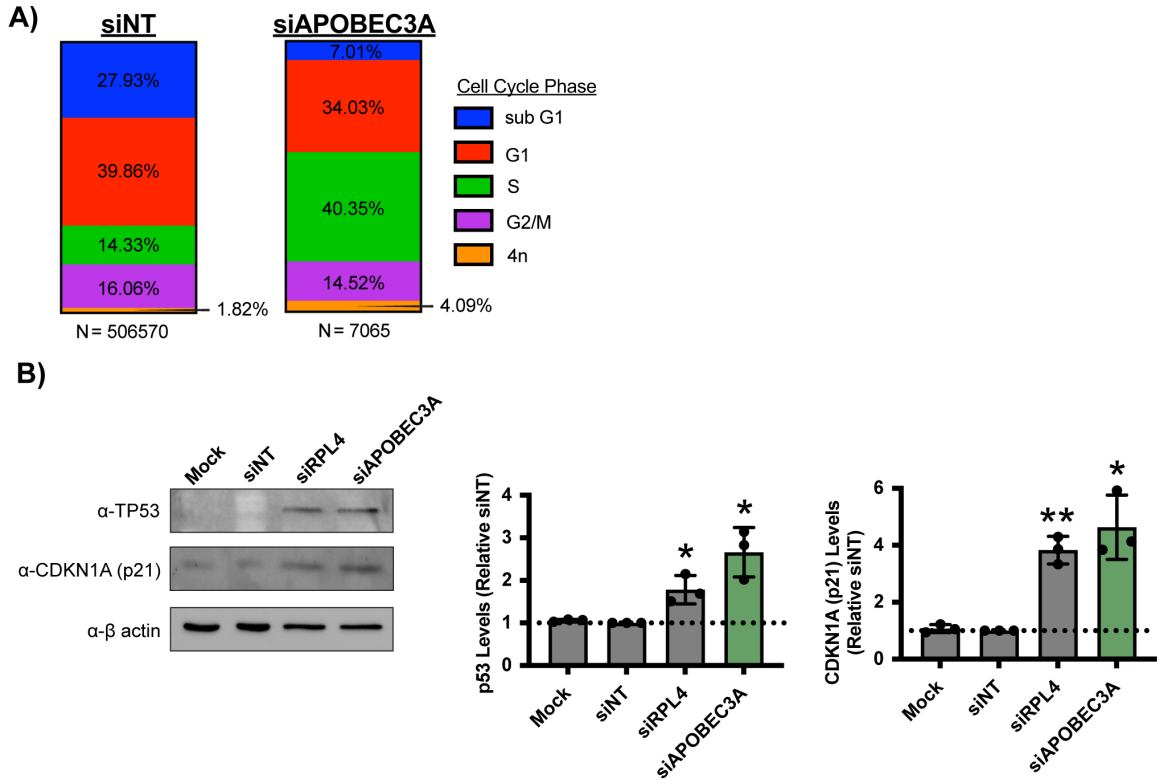 A)
siNT
siAPOBEC3A
27.93%
39.86%
14.33%
16.06%
1.82%
N = 506570
7.01%
34.03%
40.35%
14.52%
4.09%
N = 7065
Cell Cycle Phase
sub G1
G1
S
G2/M
4n
B)
Mock
siNT
siRPL4
siAPOBEC3A
α-TP53
α-CDKN1A (p21)
α-β actin
p53 Levels (Relative siNT)
4
3
2
1
0
*
*
Mock
siNT
siRPL4
siAPOBEC3A
CDKN1A (p21) Levels
(Relative siNT)
6
4
2
0
**
*
Mock
siNT
siRPL4
siAPOBEC3A